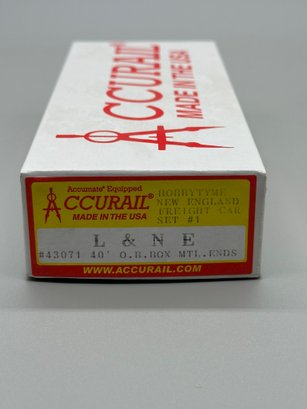 ACCURAIL®
MADE IN THE USA
Accumate® Equipped
ACCURAIL®
MADE IN THE USA
HOBBYTYME
NEW ENGLAND
FREIGHT CAR
SET #1
L & N E
#43071 40' O.B.BOX MTL.ENDS
WWW.ACCURAIL.COM